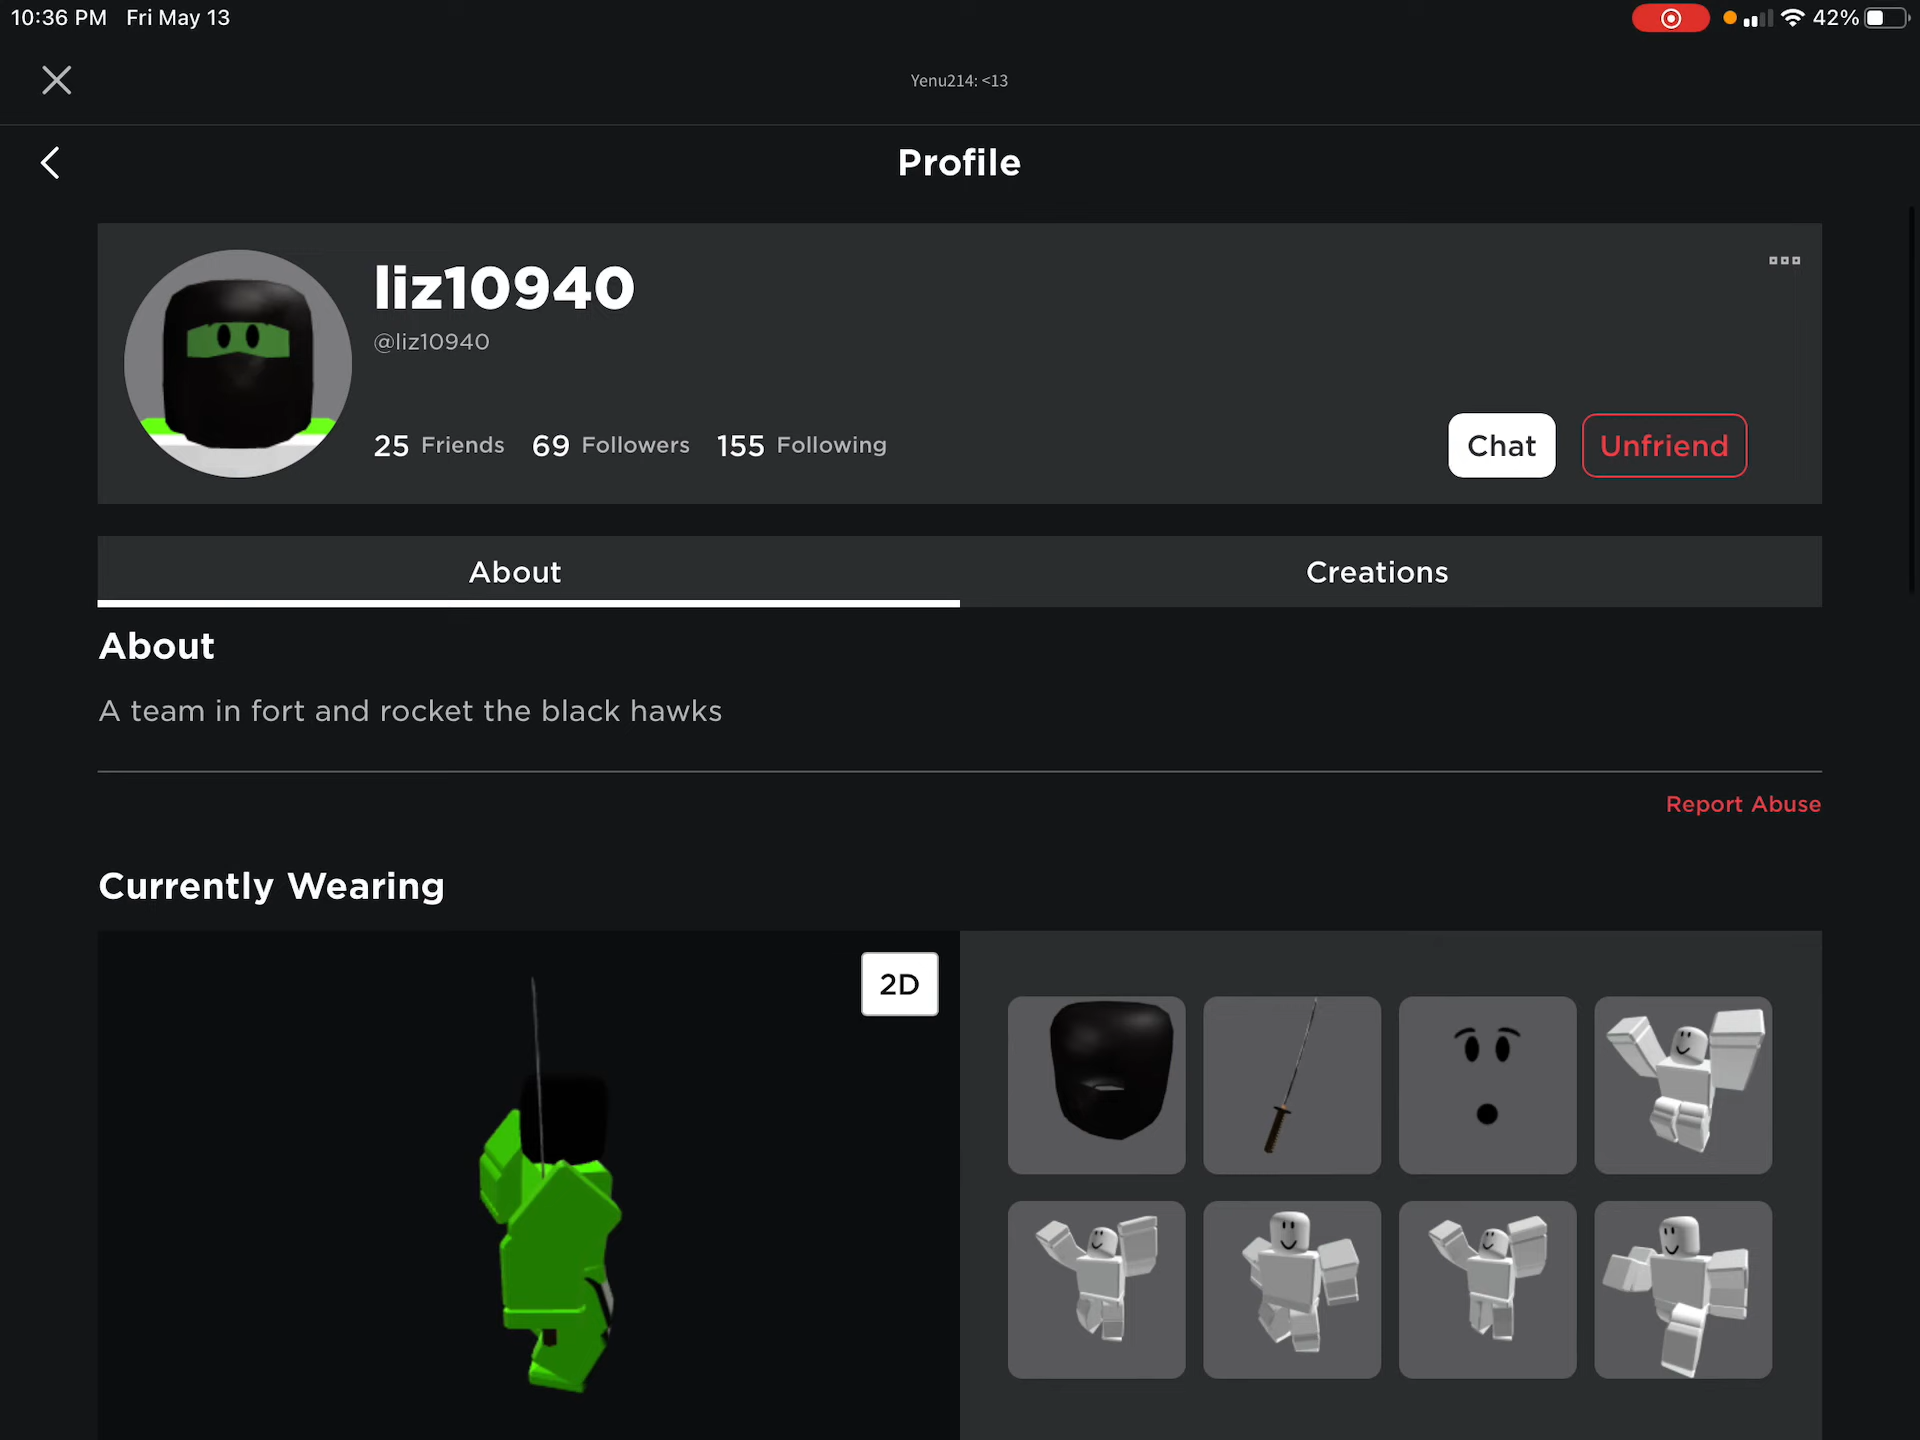 10:36 PM Fri May 13
42%
Yenu214: <13
Profile
liz10940
@liz10940
25 Friends 69 Followers 155 Following
Chat
Unfriend
About
Creations
About
A team in fort and rocket the black hawks
Report Abuse
Currently Wearing
2D